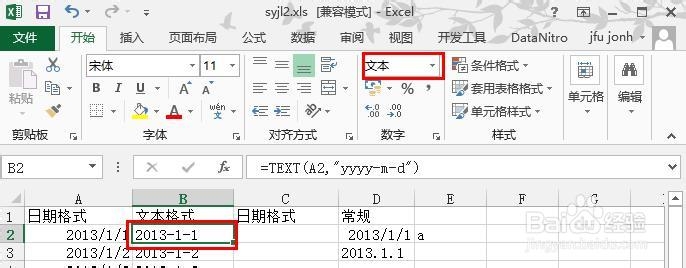 syjl2.xls [兼容模式] - Excel
文件 开始 插入 页面布局 公式 数据 审阅 视图 开发工具 DataNitro jfu jonh
宋体 11 文本 条件格式
粘贴 B I U A A 套用表格格式 单元格 编辑
A wén 文 % , 单元格样式
剪贴板 字体 对齐方式 数字 样式
B2 fx =TEXT(A2,"yyyy-m-d")
A B C D E F G
1 日期格式 文本格式 日期格式 常规
2 2013/1/1 2013-1-1 2013/1/1 a
3 2013/1/2 2013-1-2 2013.1.1
Baidu 经验
jingyan.baidu.com